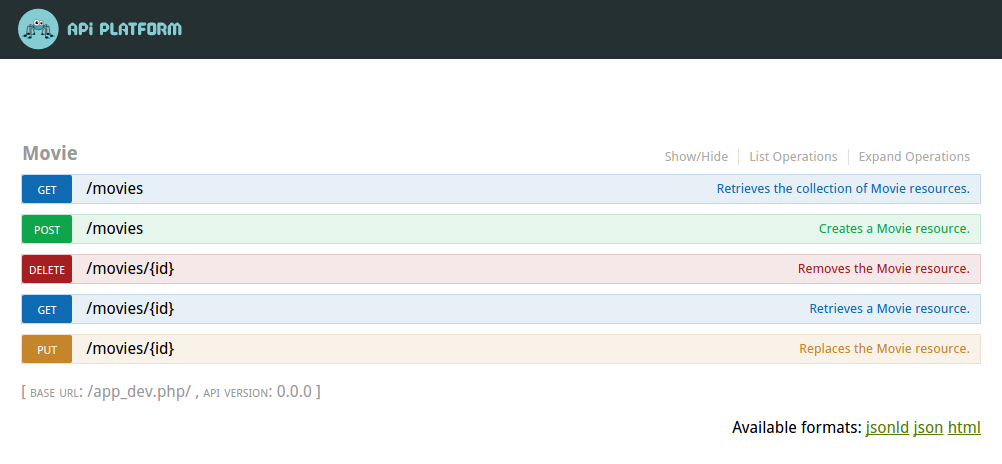 API PLATFORM
Movie
Show/Hide List Operations Expand Operations
GET /movies Retrieves the collection of Movie resources.
POST /movies Creates a Movie resource.
DELETE /movies/{id} Removes the Movie resource.
GET /movies/{id} Retrieves a Movie resource.
PUT /movies/{id} Replaces the Movie resource.
[ BASE URL: /app_dev.php/ , API VERSION: 0.0.0 ]
Available formats: jsonld json html